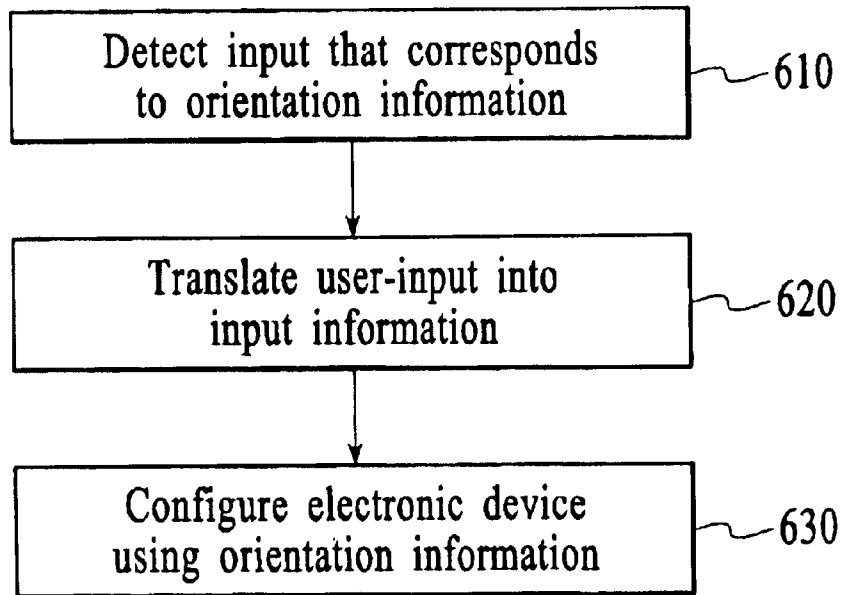 Detect input that corresponds
to orientation information
610
Translate user-input into
input information
620
Configure electronic device
using orientation information
630